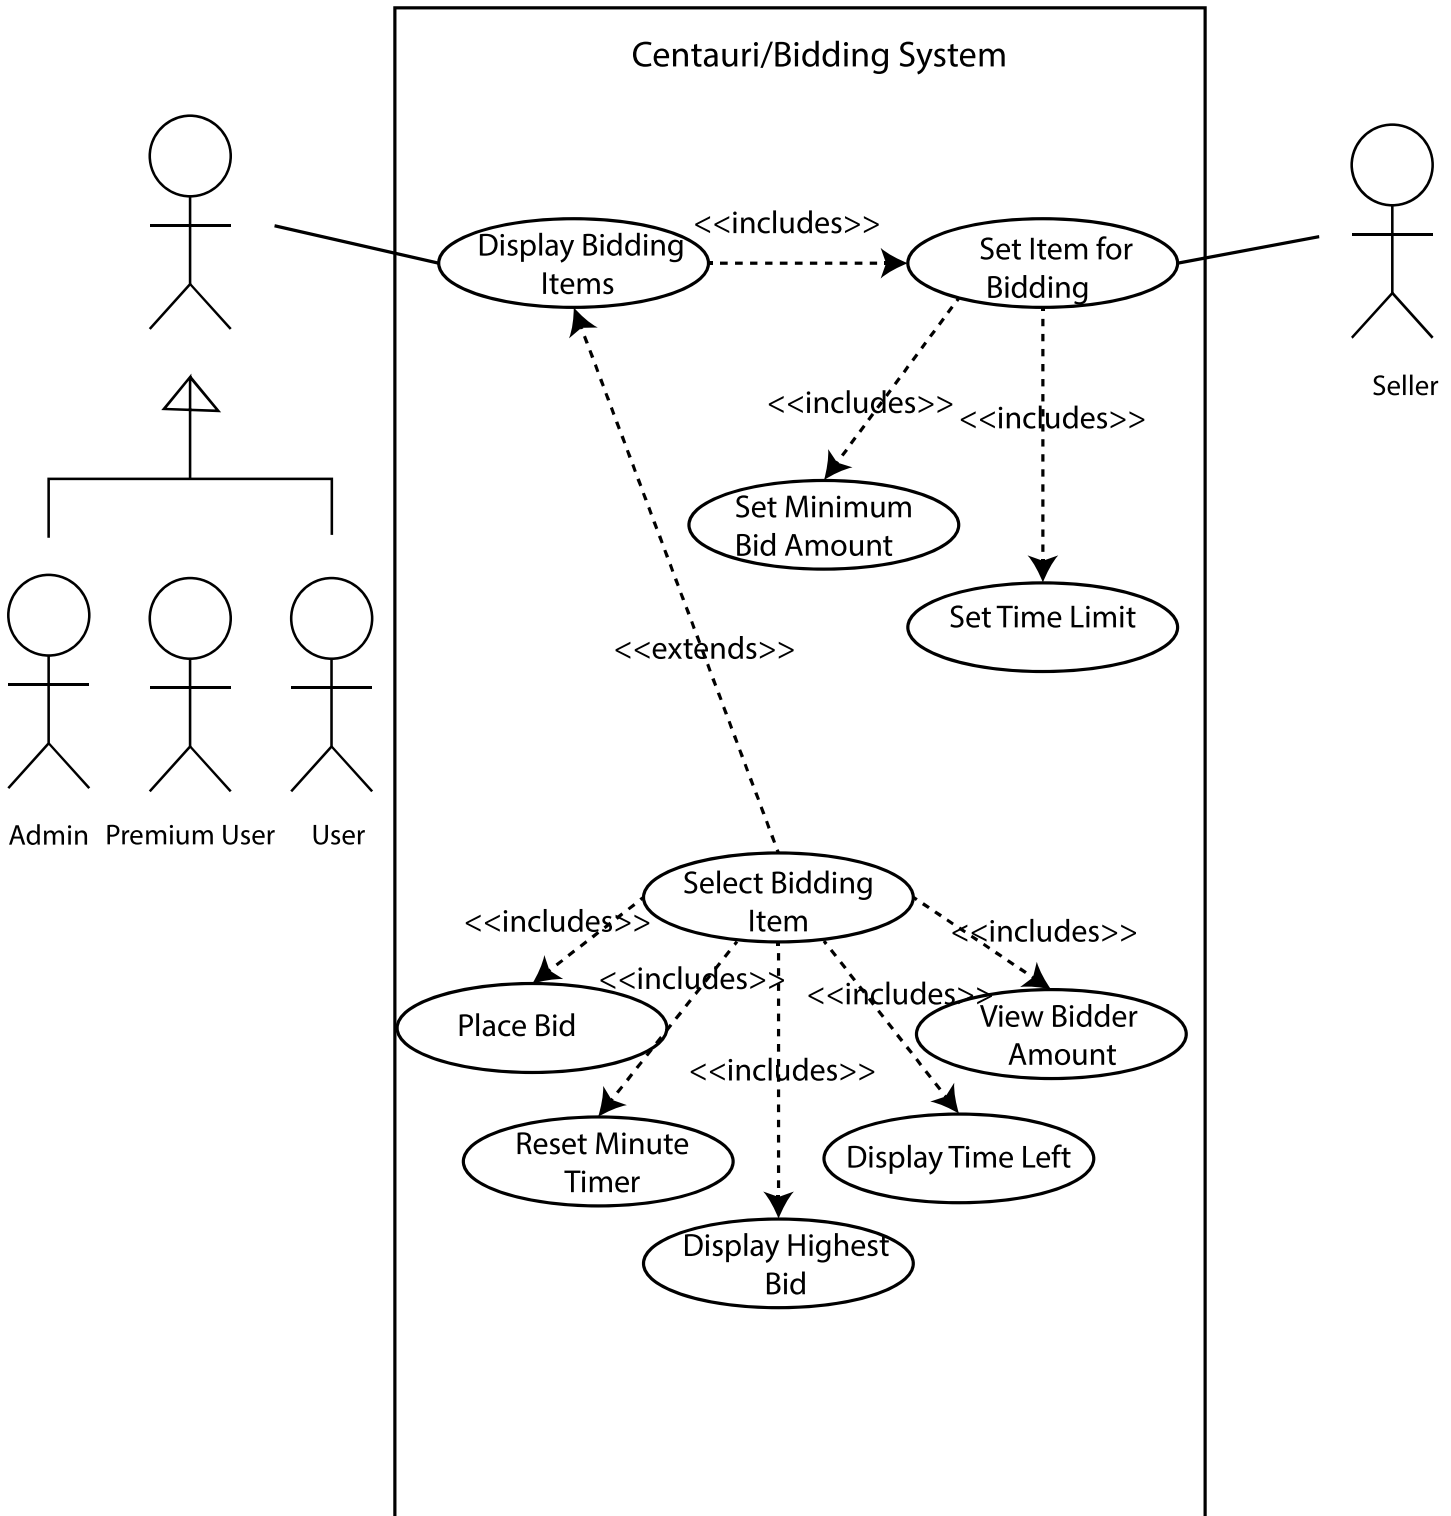 Centauri/Bidding System
<<includes>>
Display Bidding
Items
Set Item for
Bidding
Seller
<<includes>>
<<includes>>
Set Minimum
Bid Amount
Set Time Limit
<<extends>>
Admin
Premium User
User
Select Bidding
Item
<<includes>>
<<includes>>
<<includes>>
<<includes>>
Place Bid
View Bidder
Amount
<<includes>>
Reset Minute
Timer
Display Time Left
Display Highest
Bid